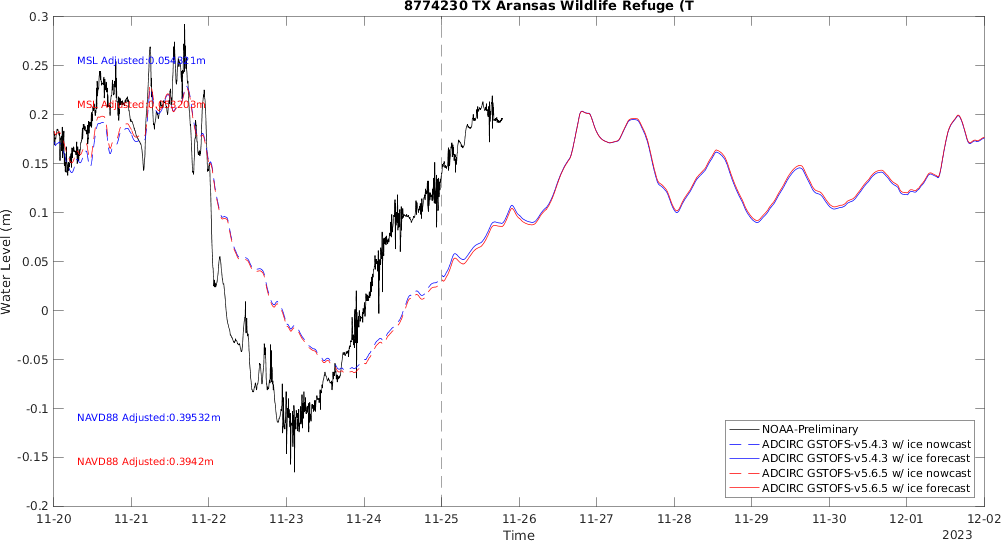 8774230 TX Aransas Wildlife Refuge (T
0.3
0.25
0.2
0.15
0.1
0.05
0
-0.05
-0.1
-0.15
-0.2
Water Level (m)
MSL Adjusted:
MSL Adjusted:
NAVD88 Adjusted:0.39532m
NAVD88 Adjusted:0.3942m
NOAA-Preliminary
ADCIRC GSTOFS-v5.4.3 w/ ice nowcast
ADCIRC GSTOFS-v5.4.3 w/ ice forecast
ADCIRC GSTOFS-v5.6.5 w/ ice nowcast
ADCIRC GSTOFS-v5.6.5 w/ ice forecast
11-20 11-21 11-22 11-23 11-24 11-25 11-26 11-27 11-28 11-29 11-30 12-01 12-02
Time
2023